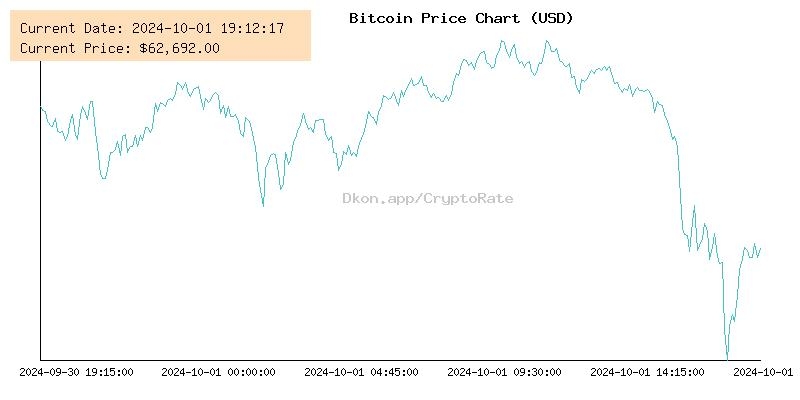 Bitcoin Price Chart (USD)
Current Date: 2024-10-01 19:12:17
Current Price: $62,692.00
Dkon.app/CryptoRate
2024-09-30 19:15:00 2024-10-01 00:00:00 2024-10-01 04:45:00 2024-10-01 09:30:00 2024-10-01 14:15:00 2024-10-01